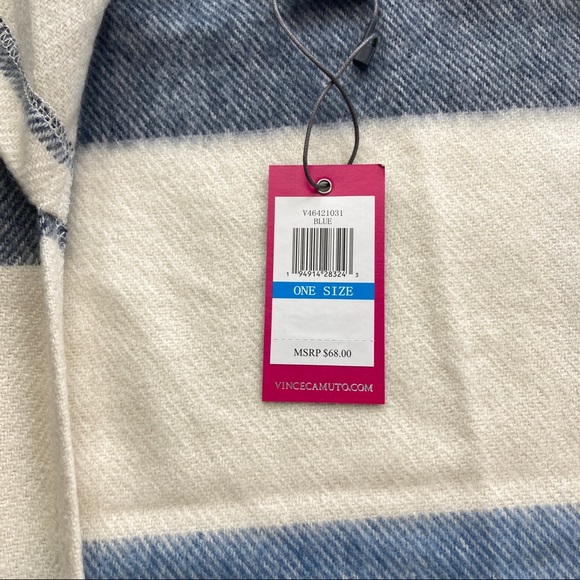 V46421031
BLUE
1 94914 28324 3
ONE SIZE
MSRP $68.00
VINCECAMUTO.COM